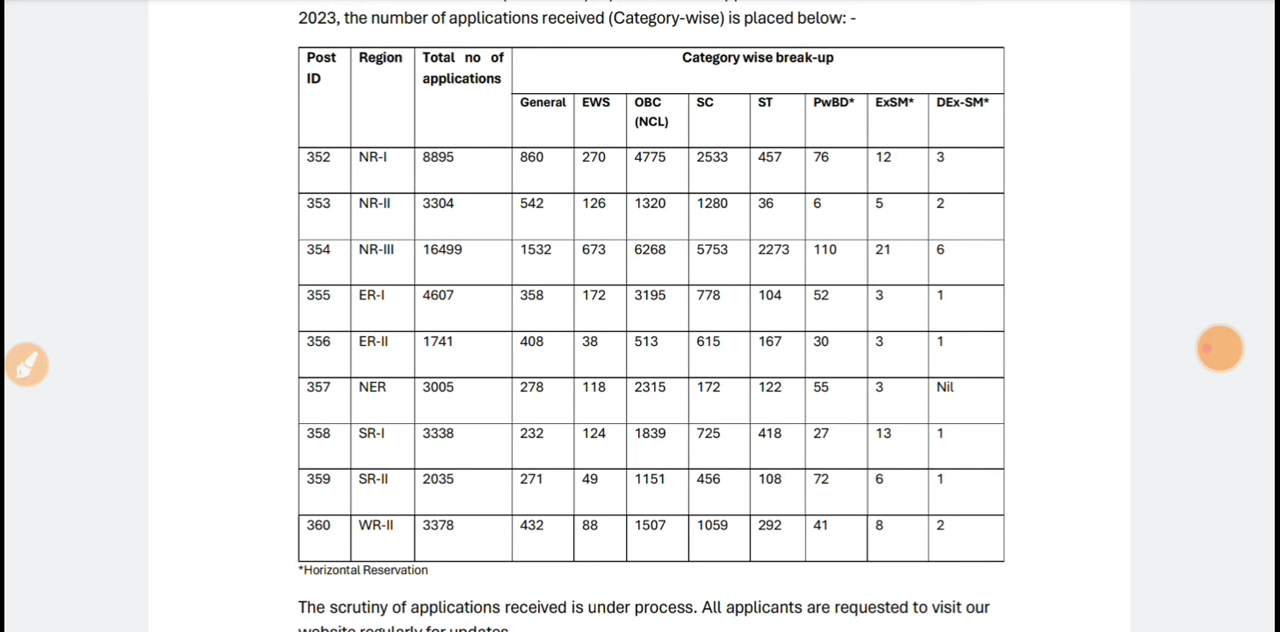 2023, the number of applications received (Category-wise) is placed below: -
Post ID Region Total no of applications Category wise break-up
General EWS OBC (NCL) SC ST PwBD* ExSM* DEx-SM*
352 NR-I 8895 860 270 4775 2533 457 76 12 3
353 NR-II 3304 542 126 1320 1280 36 6 5 2
354 NR-III 16499 1532 673 6268 5753 2273 110 21 6
355 ER-I 4607 358 172 3195 778 104 52 3 1
356 ER-II 1741 408 38 513 615 167 30 3 1
357 NER 3005 278 118 2315 172 122 55 3 Nil
358 SR-I 3338 232 124 1839 725 418 27 13 1
359 SR-II 2035 271 49 1151 456 108 72 6 1
360 WR-II 3378 432 88 1507 1059 292 41 8 2
*Horizontal Reservation
The scrutiny of applications received is under process. All applicants are requested to visit our
website regularly for updates.